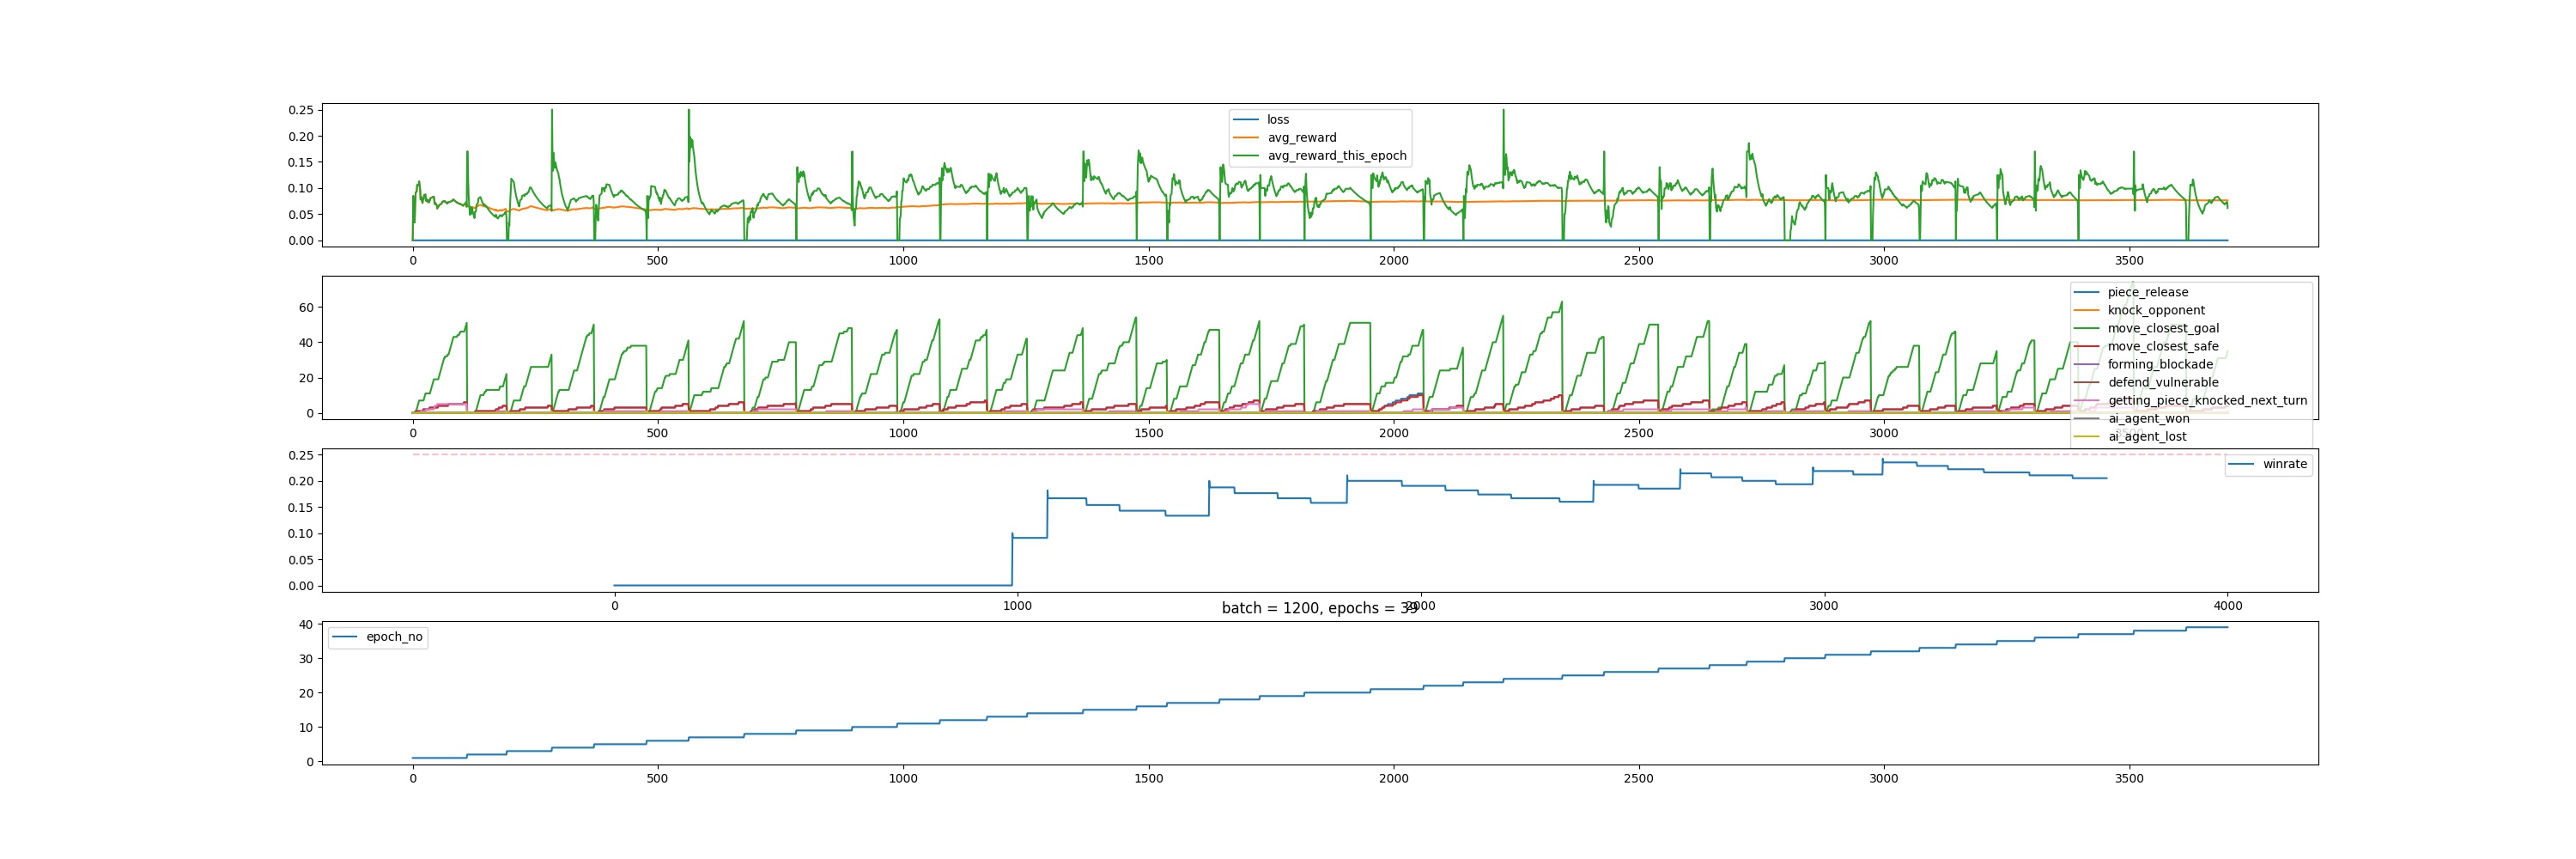 0.25
0.20
0.15
0.10
0.05
0.00
loss
avg_reward
avg_reward_this_epoch
0 500 1000 1500 2000 2500 3000 3500
60
40
20
0
piece_release
knock_opponent
move_closest_goal
move_closest_safe
forming_blockade
defend_vulnerable
getting_piece_knocked_next_turn
ai_agent_won
ai_agent_lost
0 500 1000 1500 2000 2500 3000 3500
0.25
0.20
0.15
0.10
0.05
0.00
winrate
0 1000 2000 3000 4000
batch = 1200, epochs = 39
40
30
20
10
0
epoch_no
0 500 1000 1500 2000 2500 3000 3500